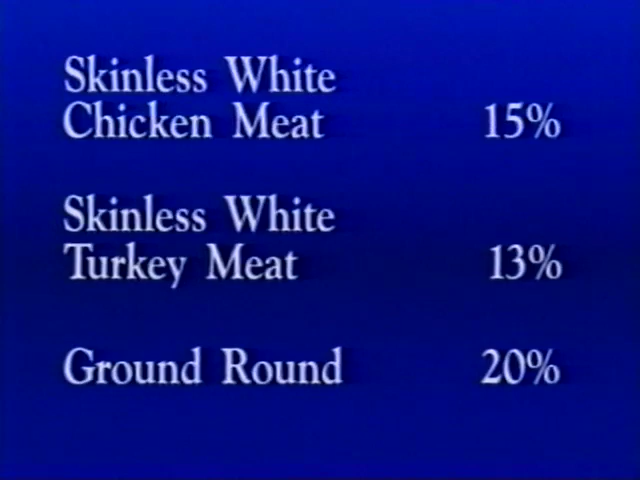 Skinless White
Chicken Meat 15%
Skinless White
Turkey Meat 13%
Ground Round 20%